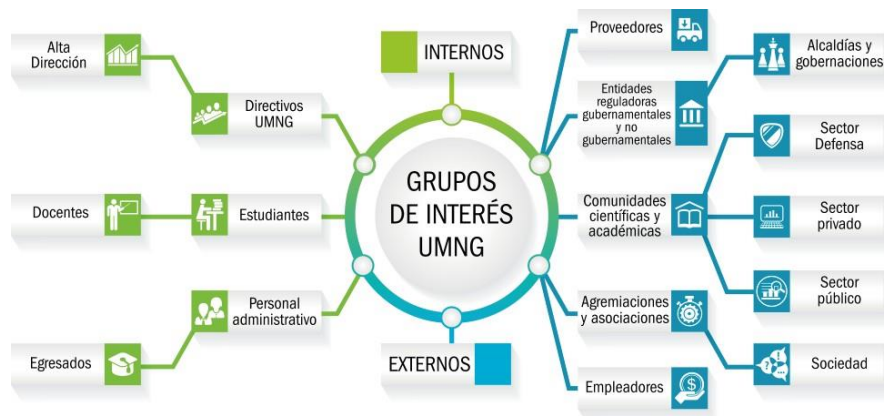 Alta
Dirección
Directivos
UMNG
Docentes
Estudiantes
Personal
administrativo
Egresados
INTERNOS
GRUPOS
DE INTERÉS
UMNG
EXTERNOS
Proveedores
Entidades
reguladoras
gubernamentales
y no
gubernamentales
Comunidades
científicas y
académicas
Agremiaciones
y asociaciones
Empleadores
Alcaldías y
gobernaciones
Sector
Defensa
Sector
privado
Sector
público
Sociedad